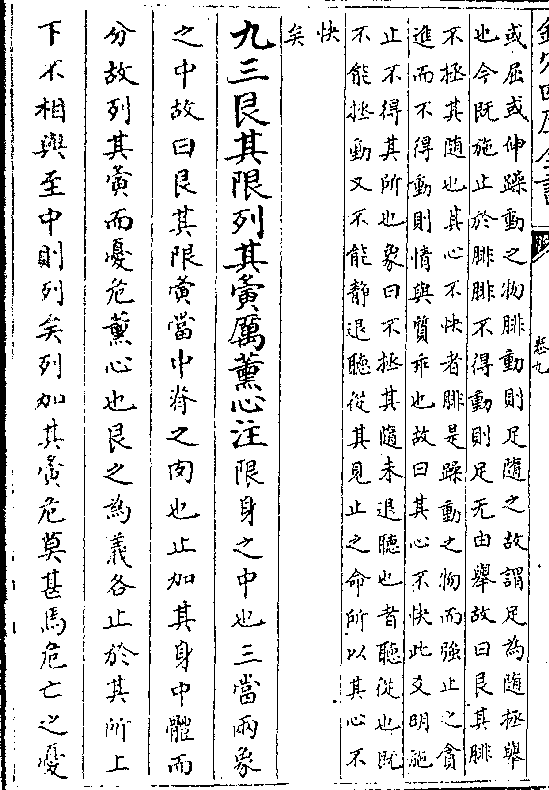 欽定四庫全書
卷九
或屈或伸躁動之物腓動則足隨之故謂足為隨拯舉
也今既施止於腓腓不得動則足无由舉故曰艮其腓
不拯其隨也其心不快者腓是躁動之物而強止之貪
進而不得動則情與質乖也故曰其心不快此爻明施
止不得其所也象曰不拯其隨未退聽也者聽從也既
不能拯動又不能靜退聽從其見止之命所以其心不
快
矣
九三艮其限列其夤厲薰心注限身之中也三當兩象
之中故曰艮其限夤當中脊之肉也止加其身中體而
分故列其夤而憂危薰心也艮之為義各止於其所上
下不相與至中則列矣列加其夤危莫甚焉危亡之憂